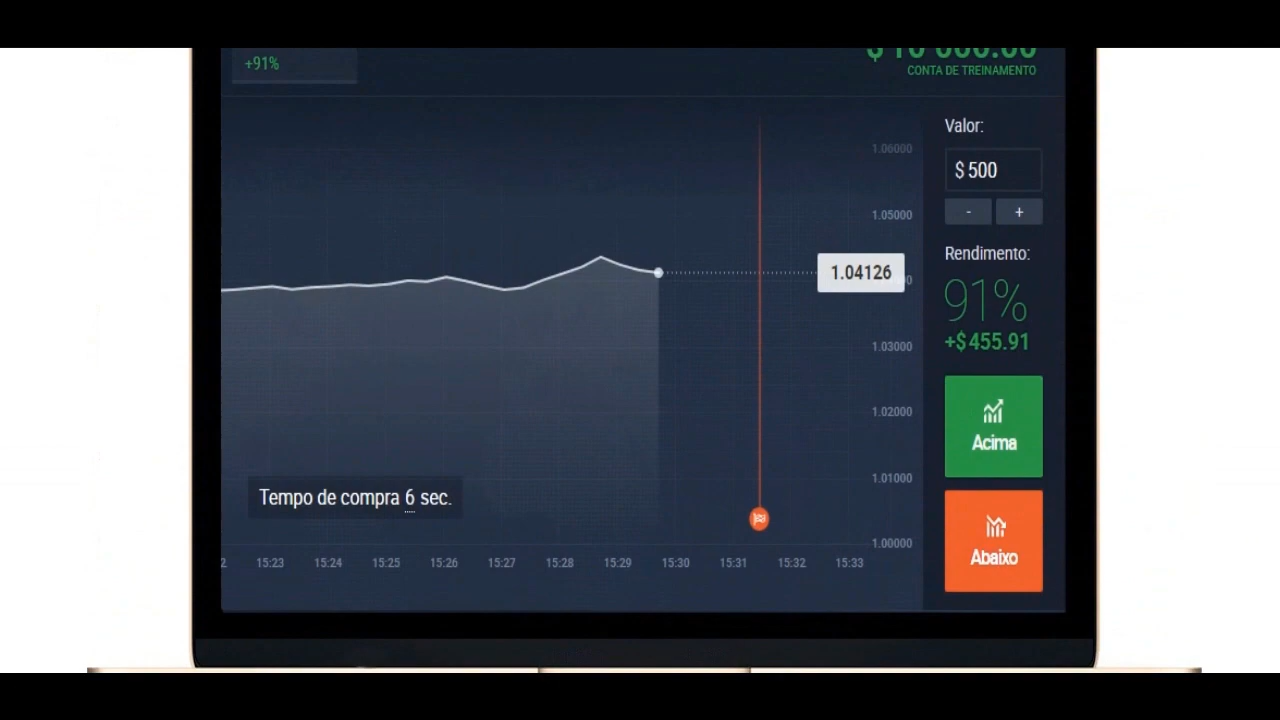 +91%
CONTA DE TREINAMENTO
Valor:
$ 500
- +
Rendimento:
91%
+$455.91
Acima
Abaixo
1.06000
1.05000
1.04126
1.03000
1.02000
1.01000
1.00000
Tempo de compra 6 sec.
2 15:23 15:24 15:25 15:26 15:27 15:28 15:29 15:30 15:31 15:32 15:33